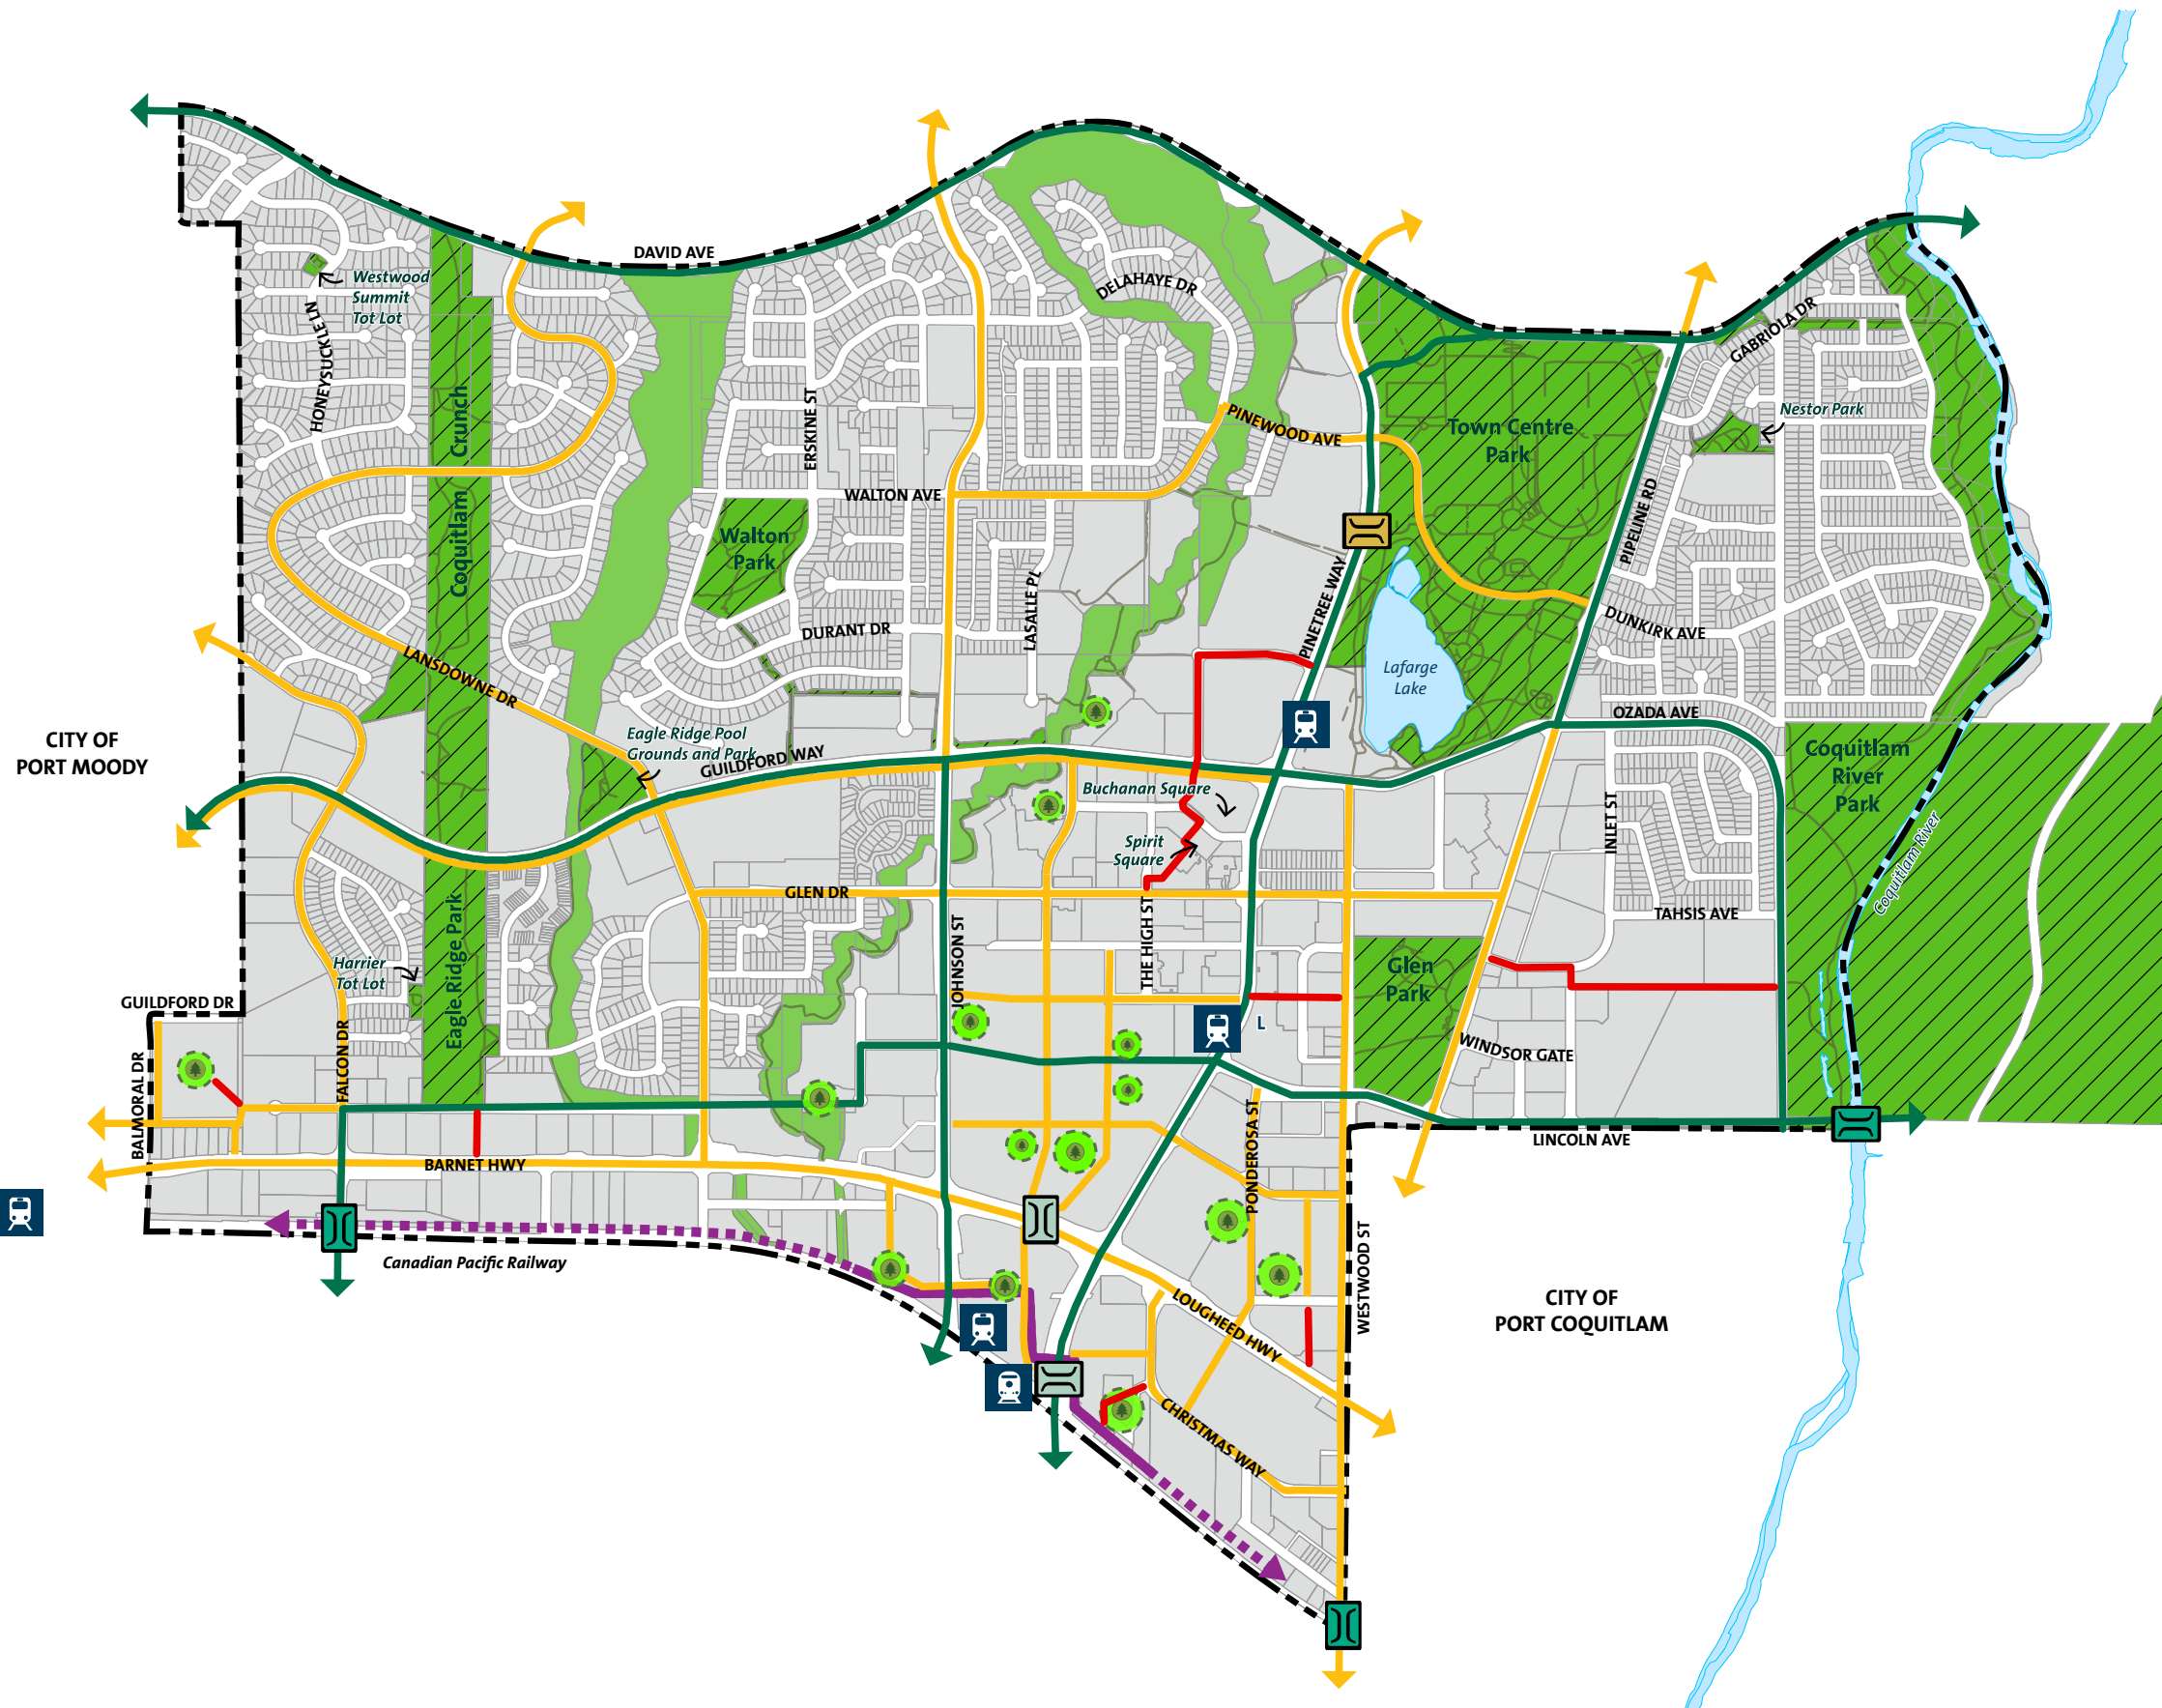 DAVID AVE
Westwood
Summit
Tot Lot
HONEYSUCKLE LN
DELAHAYE DR
GABRIOLA DR
Nestor Park
Coquitlam Crunch
ERSKINE ST
PINEWOOD AVE
Town Centre
Park
WALTON AVE
Walton
Park
PIPELINE RD
PINETREE WAY
LASALLE PL
DURANT DR
DUNKIRK AVE
LANSDOWNE DR
Lafarge
Lake
OZADA AVE
CITY OF
PORT MOODY
Eagle Ridge Pool
Grounds and Park
GUILDFORD WAY
Coquitlam
River
Park
Buchanan Square
Spirit
Square
INLET ST
Coquitlam River
GLEN DR
TAHSIS AVE
THE HIGH ST
JOHNSON ST
Eagle Ridge Park
Harrier
Tot Lot
Glen
Park
GUILDFORD DR
L
WINDSOR GATE
FALCON DR
BALMORAL DR
LINCOLN AVE
PONDEROSA ST
BARNET HWY
WESTWOOD ST
Canadian Pacific Railway
CITY OF
PORT COQUITLAM
LOUGHEED HWY
CHRISTMAS WAY